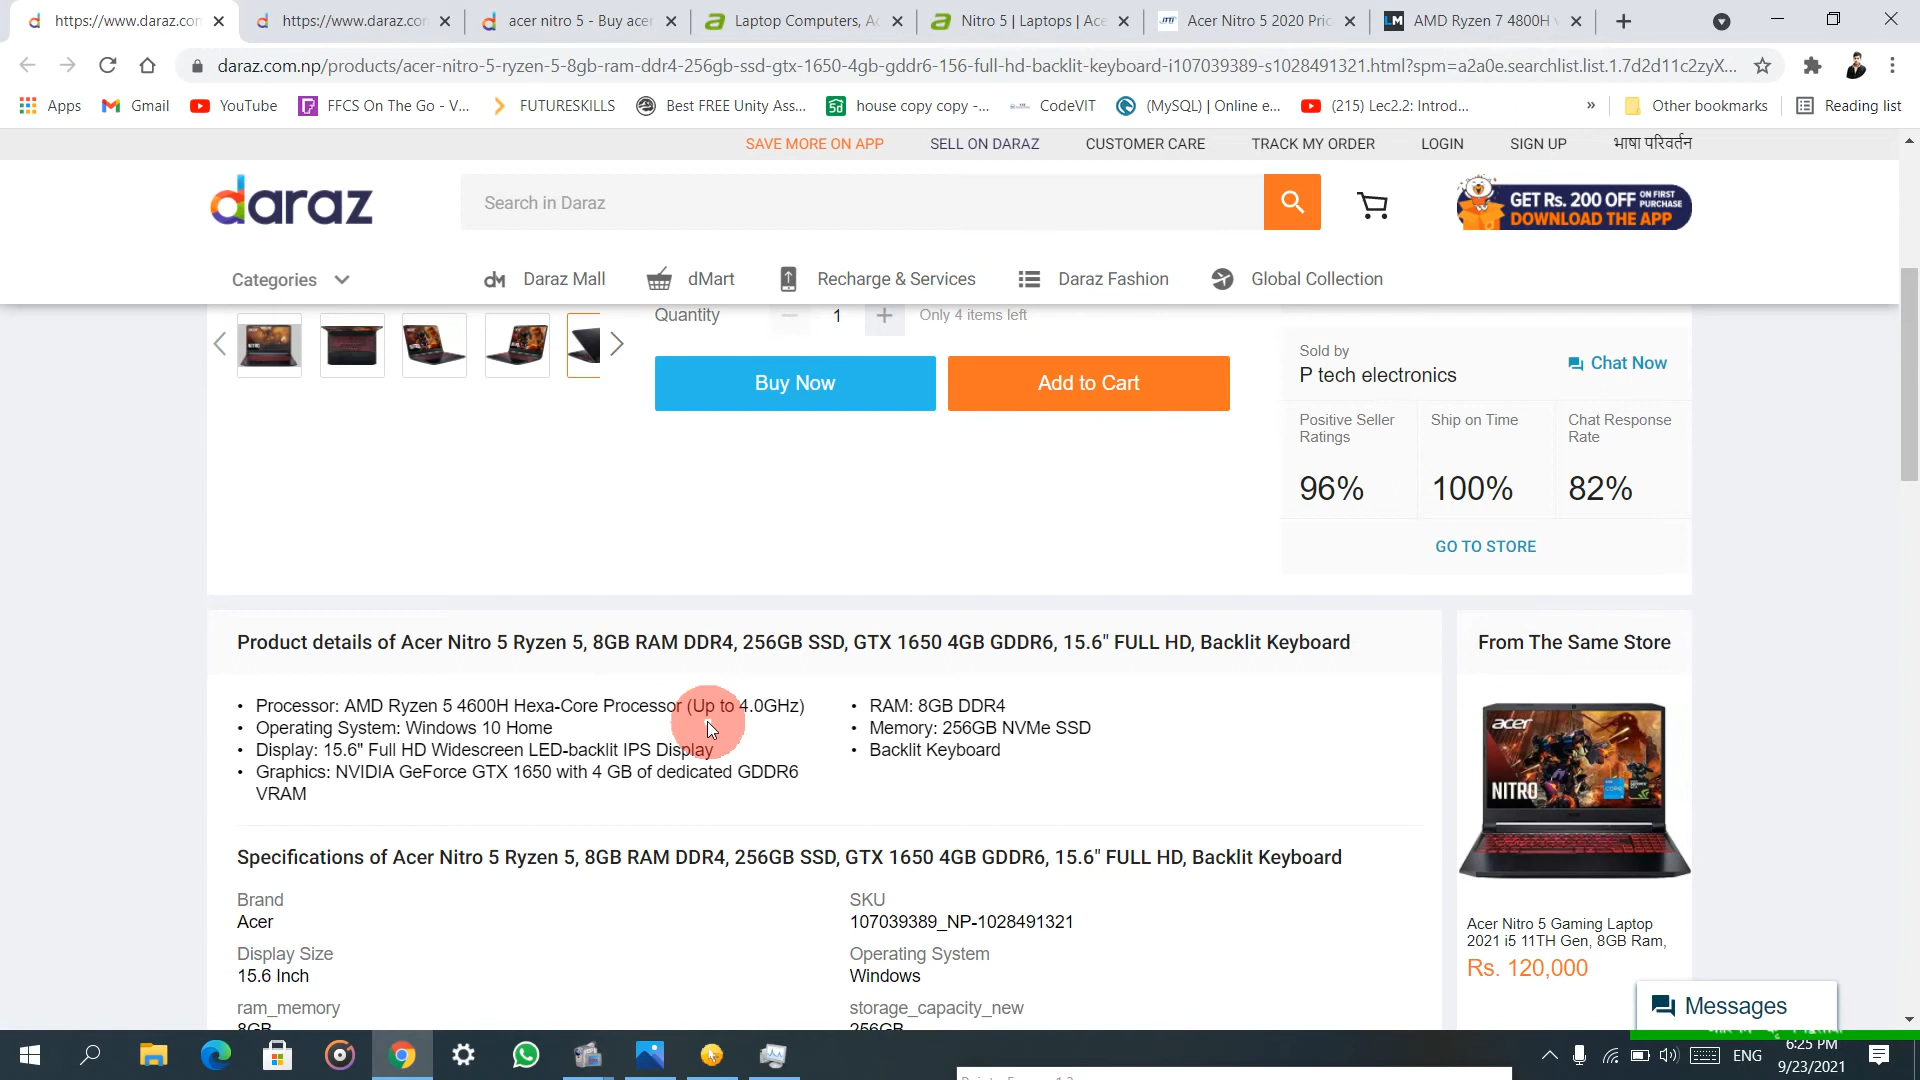 https://www.daraz.con
https://www.daraz.con
acer nitro 5 - Buy acer
Laptop Computers, Ac
Nitro 5 | Laptops | Ace
Acer Nitro 5 2020 Pric
LM AMD Ryzen 7 4800H
daraz.com.np/products/acer-nitro-5-ryzen-5-8gb-ram-ddr4-256gb-ssd-gtx-1650-4gb-gddr6-156-full-hd-backlit-keyboard-i107039389-s1028491321.html?spm=a2a0e.searchlist.list.1.7d2d11c2zyX...
Apps
Gmail
YouTube
FFCS On The Go - V...
FUTURESKILLS
Best FREE Unity Ass...
house copy copy -...
CodeVIT
(MySQL) | Online e...
(215) Lec2.2: Introd...
»
Other bookmarks
Reading list
SAVE MORE ON APP
SELL ON DARAZ
CUSTOMER CARE
TRACK MY ORDER
LOGIN
SIGN UP
भाषा परिवर्तन
daraz
Search in Daraz
GET Rs. 200 OFF ON FIRST PURCHASE
DOWNLOAD THE APP
Categories
dM Daraz Mall
dMart
Recharge & Services
Daraz Fashion
Global Collection
Quantity
− 1 +
Only 4 items left
Buy Now
Add to Cart
Sold by
P tech electronics
Chat Now
Positive Seller Ratings
96%
Ship on Time
100%
Chat Response Rate
82%
GO TO STORE
Product details of Acer Nitro 5 Ryzen 5, 8GB RAM DDR4, 256GB SSD, GTX 1650 4GB GDDR6, 15.6" FULL HD, Backlit Keyboard
• Processor: AMD Ryzen 5 4600H Hexa-Core Processor (Up to 4.0GHz)
• Operating System: Windows 10 Home
• Display: 15.6" Full HD Widescreen LED-backlit IPS Display
• Graphics: NVIDIA GeForce GTX 1650 with 4 GB of dedicated GDDR6
VRAM
• RAM: 8GB DDR4
• Memory: 256GB NVMe SSD
• Backlit Keyboard
Specifications of Acer Nitro 5 Ryzen 5, 8GB RAM DDR4, 256GB SSD, GTX 1650 4GB GDDR6, 15.6" FULL HD, Backlit Keyboard
Brand
Acer
SKU
107039389_NP-1028491321
Display Size
15.6 Inch
Operating System
Windows
ram_memory
8GB
storage_capacity_new
256GB
From The Same Store
acer
NITRO
Acer Nitro 5 Gaming Laptop
2021 i5 11TH Gen, 8GB Ram,
Rs. 120,000
Messages
ENG
6:25 PM
9/23/2021